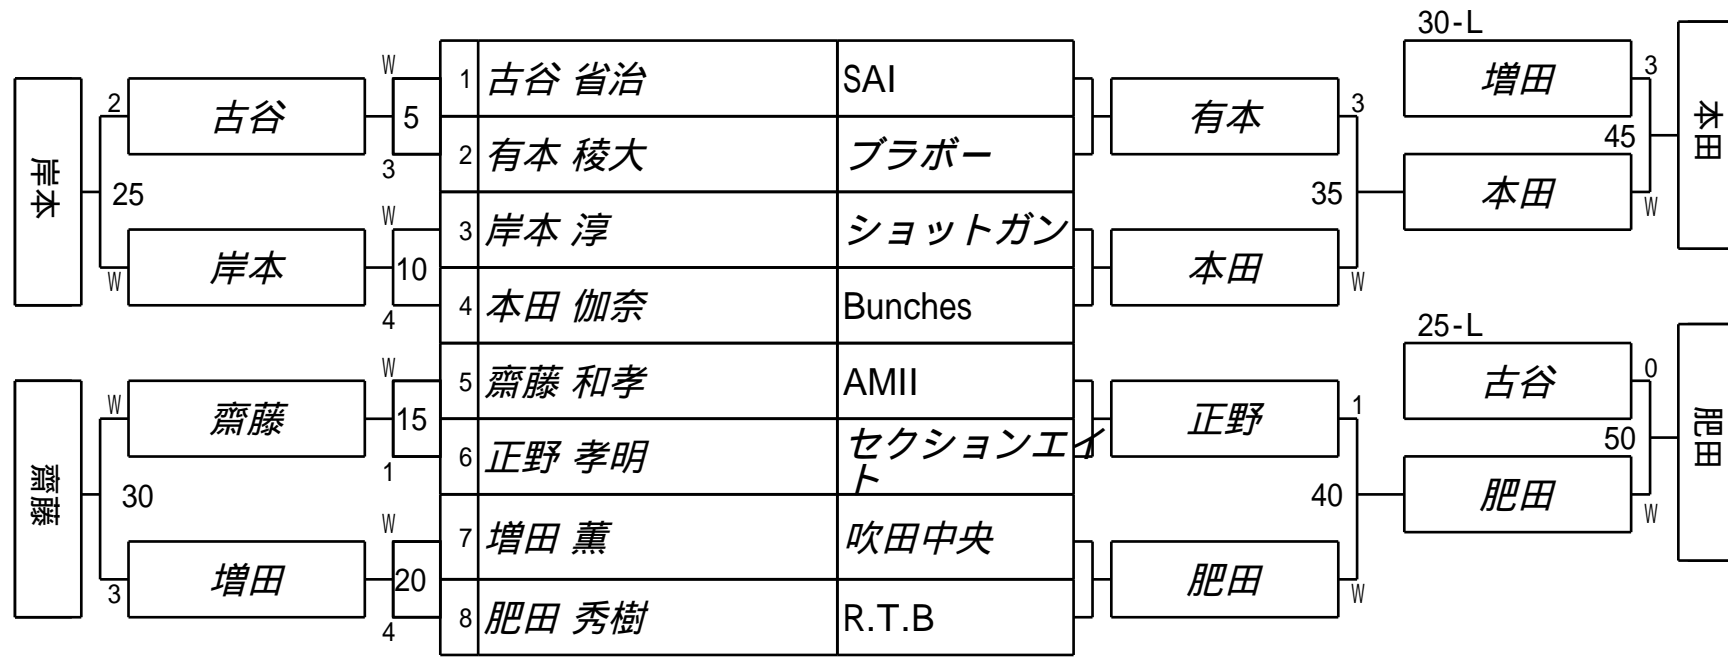 30-L
W
1 古谷 省治 SAI
増田 3
2 古谷 5
有本 3
本田
2 有本 稜大 ブラボー
3
45
岸本
25
35
本田 W
W
3 岸本 淳 ショットガン
岸本 10
本田
W
W
4 本田 伽奈 Bunches
4
25-L
W
5 齋藤 和孝 AMII
古谷 0
W 齋藤 15
正野 1
肥田
6 正野 孝明 セクションエイ
ト
1
50
齋藤
30
40
肥田 W
W
7 増田 薫 吹田中央
増田 20
肥田
3
W
8 肥田 秀樹 R.T.B
4